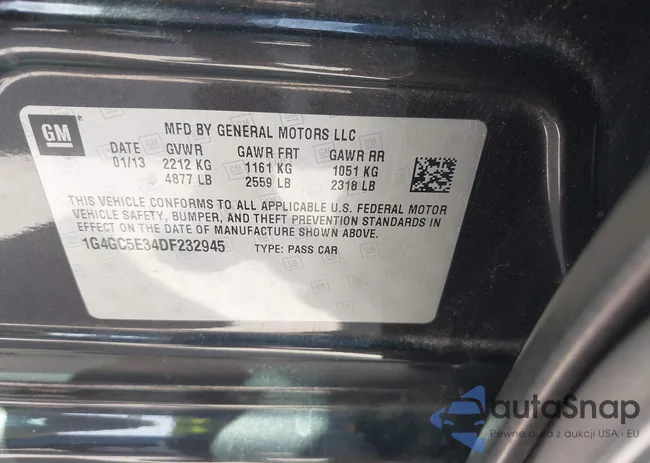 GM
MFD BY GENERAL MOTORS LLC
DATE GVWR GAWR FRT GAWR RR
01/13 2212 KG 1161 KG 1051 KG
4877 LB 2559 LB 2318 LB
THIS VEHICLE CONFORMS TO ALL APPLICABLE U.S. FEDERAL MOTOR
VEHICLE SAFETY, BUMPER, AND THEFT PREVENTION STANDARDS IN
EFFECT ON THE DATE OF MANUFACTURE SHOWN ABOVE.
1G4GC5E34DF232945 TYPE: PASS CAR
autoSnap
Pewne auta z aukcji USA i EU